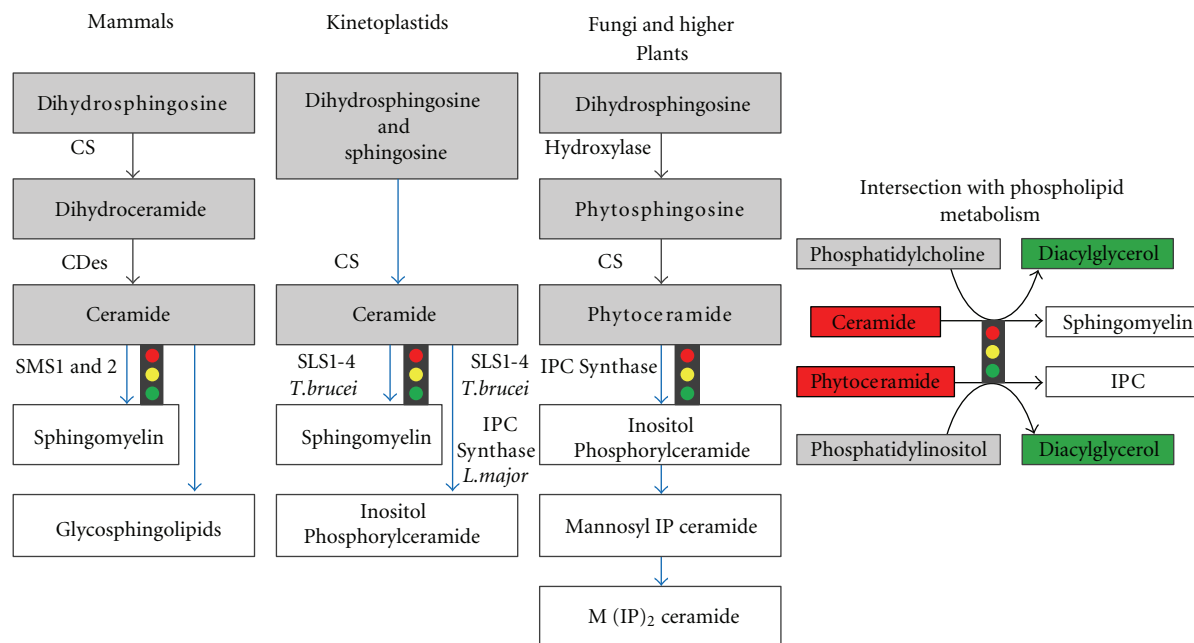 Mammals
Dihydrosphingosine
CS
Dihydroceramide
CDes
Ceramide
SMS1 and 2
Sphingomyelin
Glycosphingolipids
Kinetoplastids
Dihydrosphingosine
and
sphingosine
CS
Ceramide
SLS1-4
T.brucei
SLS1-4
T.brucei
Sphingomyelin
IPC
Synthase
L.major
Inositol
Phosphorylceramide
Fungi and higher
Plants
Dihydrosphingosine
Hydroxylase
Phytosphingosine
CS
Phytoceramide
IPC Synthase
Inositol
Phosphorylceramide
Mannosyl IP ceramide
M (IP)2 ceramide
Intersection with phospholipid
metabolism
Phosphatidylcholine
Diacylglycerol
Ceramide
Sphingomyelin
Phytoceramide
IPC
Phosphatidylinositol
Diacylglycerol